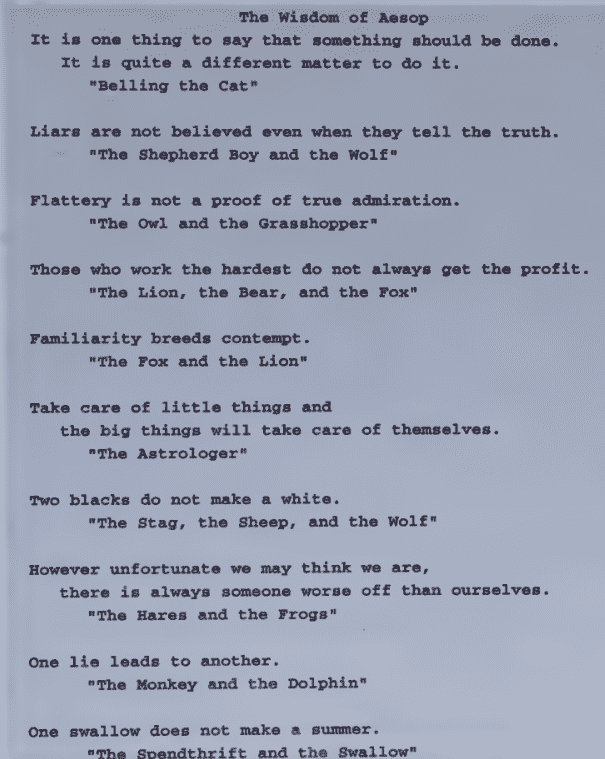 The Wisdom of Aesop
It is one thing to say that something should be done.
It is quite a different matter to do it.
"Belling the Cat"
Liars are not believed even when they tell the truth.
"The Shepherd Boy and the Wolf"
Flattery is not a proof of true admiration.
"The Owl and the Grasshopper"
Those who work the hardest do not always get the profit.
"The Lion, the Bear, and the Fox"
Familiarity breeds contempt.
"The Fox and the Lion"
Take care of little things and
the big things will take care of themselves.
"The Astrologer"
Two blacks do not make a white.
"The Stag, the Sheep, and the Wolf"
However unfortunate we may think we are,
there is always someone worse off than ourselves.
"The Hares and the Frogs"
One lie leads to another.
"The Monkey and the Dolphin"
One swallow does not make a summer.
"The Spendthrift and the Swallow"